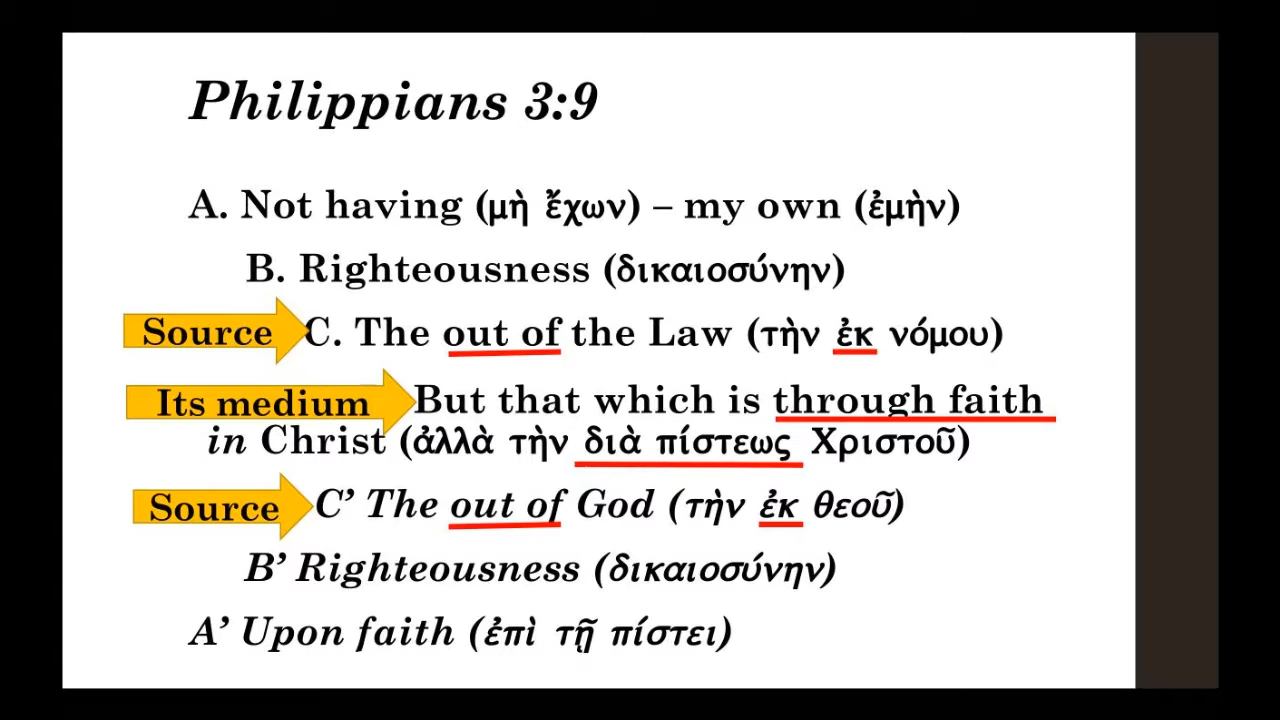 Philippians 3:9
A. Not having (μὴ ἔχων) – my own (ἐμὴν)
B. Righteousness (δικαιοσύνην)
Source C. The out of the Law (τὴν ἐκ νόμου)
Its medium But that which is through faith
in Christ (ἀλλὰ τὴν διὰ πίστεως Χριστοῦ)
Source C’ The out of God (τὴν ἐκ θεοῦ)
B’ Righteousness (δικαιοσύνην)
A’ Upon faith (ἐπὶ τῇ πίστει)